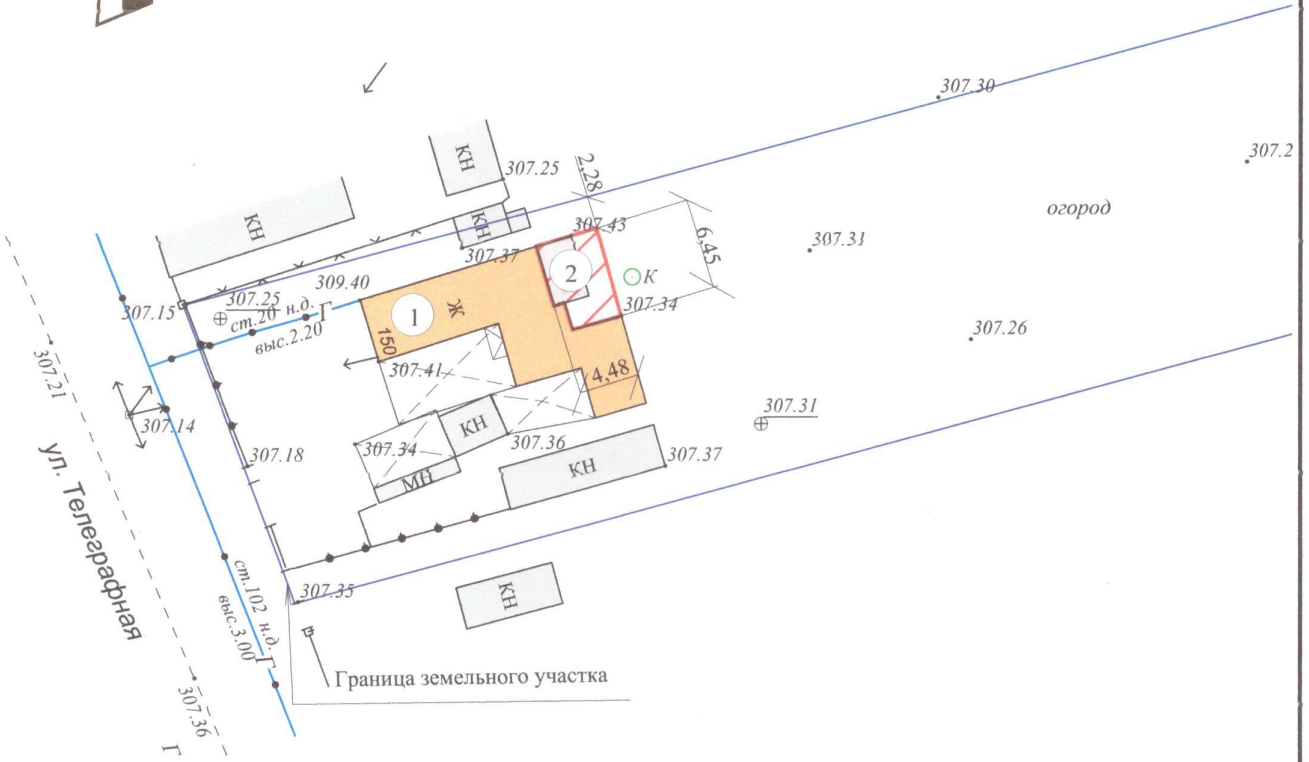 307.30
307.2
огород
КН
307.25
2,28
КН
КН
307.43
6,45
307.31
307.37
309.40
2
К
307.15
307.25
ст.20 н.д.
Г
выс.2.20
1
Ж
307.34
150
307.26
307.21
307.41
4,48
307.31
307.14
КН
307.18
307.34
307.36
КН
307.37
МН
ул. Телеграфная
КН
307.35
ст.102 н.д.
выс.3.00
Г
Граница земельного участка
307.36
Г